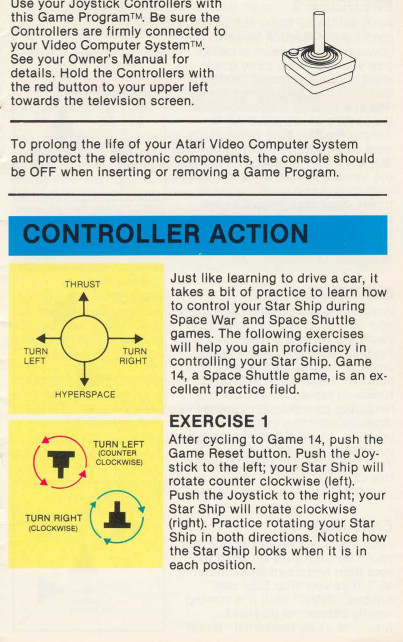 Use your Joystick Controllers with
this Game Program™. Be sure the
Controllers are firmly connected to
your Video Computer System™.
See your Owner's Manual for
details. Hold the Controllers with
the red button to your upper left
towards the television screen.
To prolong the life of your Atari Video Computer System
and protect the electronic components, the console should
be OFF when inserting or removing a Game Program.
CONTROLLER ACTION
THRUST
TURN
LEFT
TURN
RIGHT
HYPERSPACE
Just like learning to drive a car, it
takes a bit of practice to learn how
to control your Star Ship during
Space War and Space Shuttle
games. The following exercises
will help you gain proficiency in
controlling your Star Ship. Game
14, a Space Shuttle game, is an ex-
cellent practice field.
TURN LEFT
(COUNTER
CLOCKWISE)
TURN RIGHT
(CLOCKWISE)
EXERCISE 1
After cycling to Game 14, push the
Game Reset button. Push the Joy-
stick to the left; your Star Ship will
rotate counter clockwise (left).
Push the Joystick to the right; your
Star Ship will rotate clockwise
(right). Practice rotating your Star
Ship in both directions. Notice how
the Star Ship looks when it is in
each position.